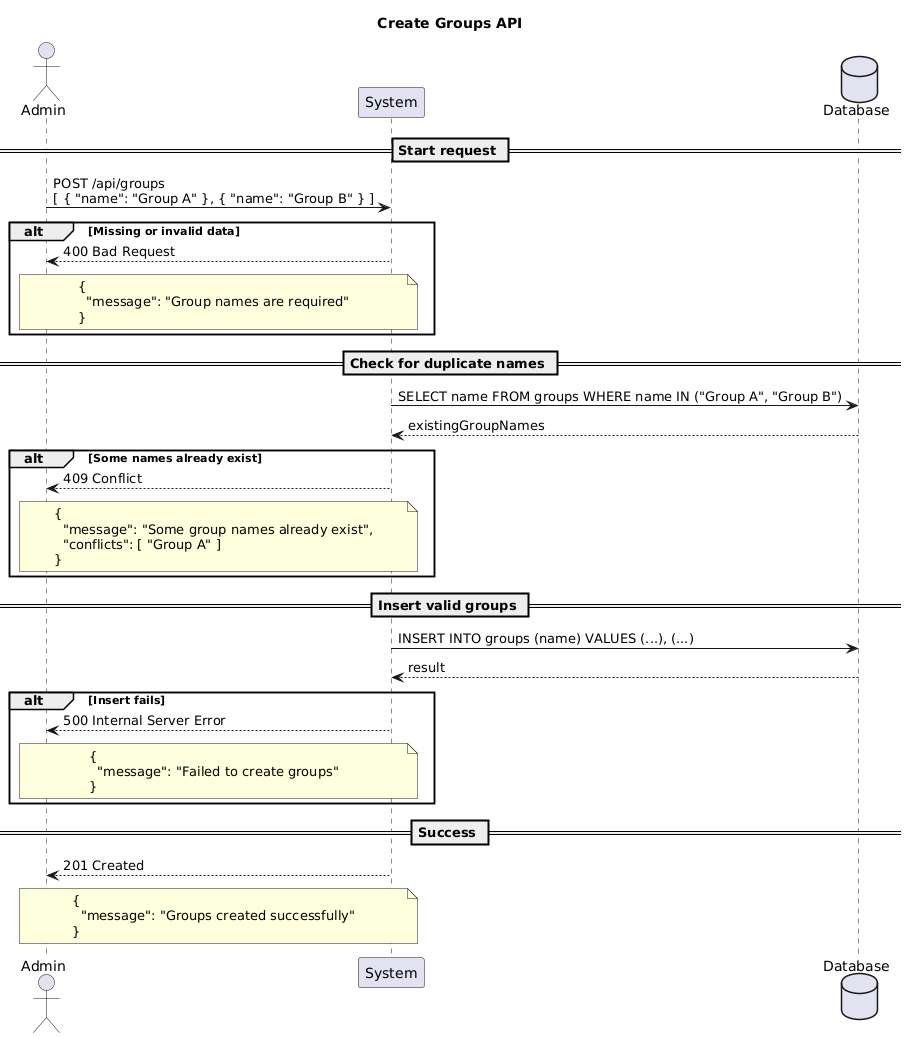 Create Groups API
Admin
System
Database
Start request
POST /api/groups
[ { "name": "Group A" }, { "name": "Group B" } ]
alt [Missing or invalid data]
400 Bad Request
{
"message": "Group names are required"
}
Check for duplicate names
SELECT name FROM groups WHERE name IN ("Group A", "Group B")
existingGroupNames
alt [Some names already exist]
409 Conflict
{
"message": "Some group names already exist",
"conflicts": [ "Group A" ]
}
Insert valid groups
INSERT INTO groups (name) VALUES (...), (...)
result
alt [Insert fails]
500 Internal Server Error
{
"message": "Failed to create groups"
}
Success
201 Created
{
"message": "Groups created successfully"
}
Admin
System
Database